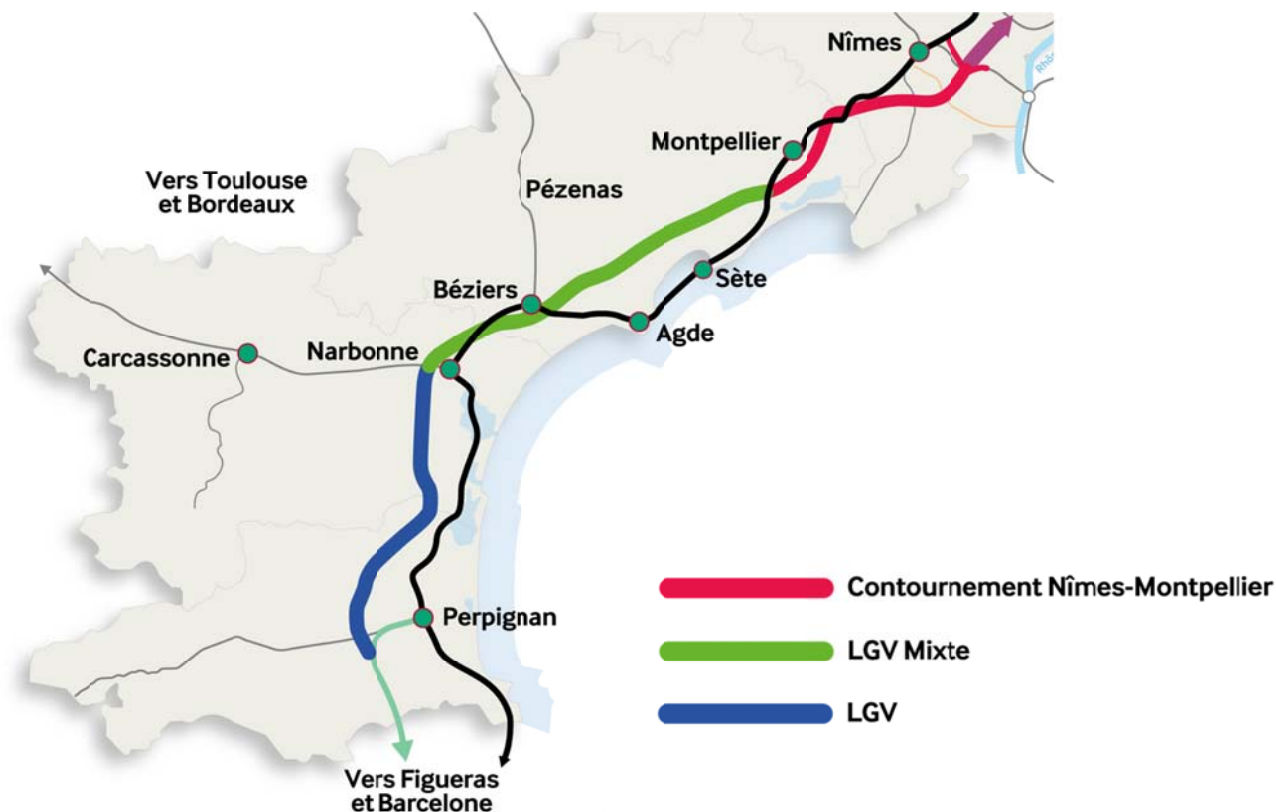 Nîmes
Rhône
Montpellier
Vers Toulouse
et Bordeaux
Pézenas
Béziers
Sète
Agde
Carcassonne
Narbonne
Contournement Nîmes-Montpellier
Perpignan
LGV Mixte
LGV
Vers Figueras
et Barcelone